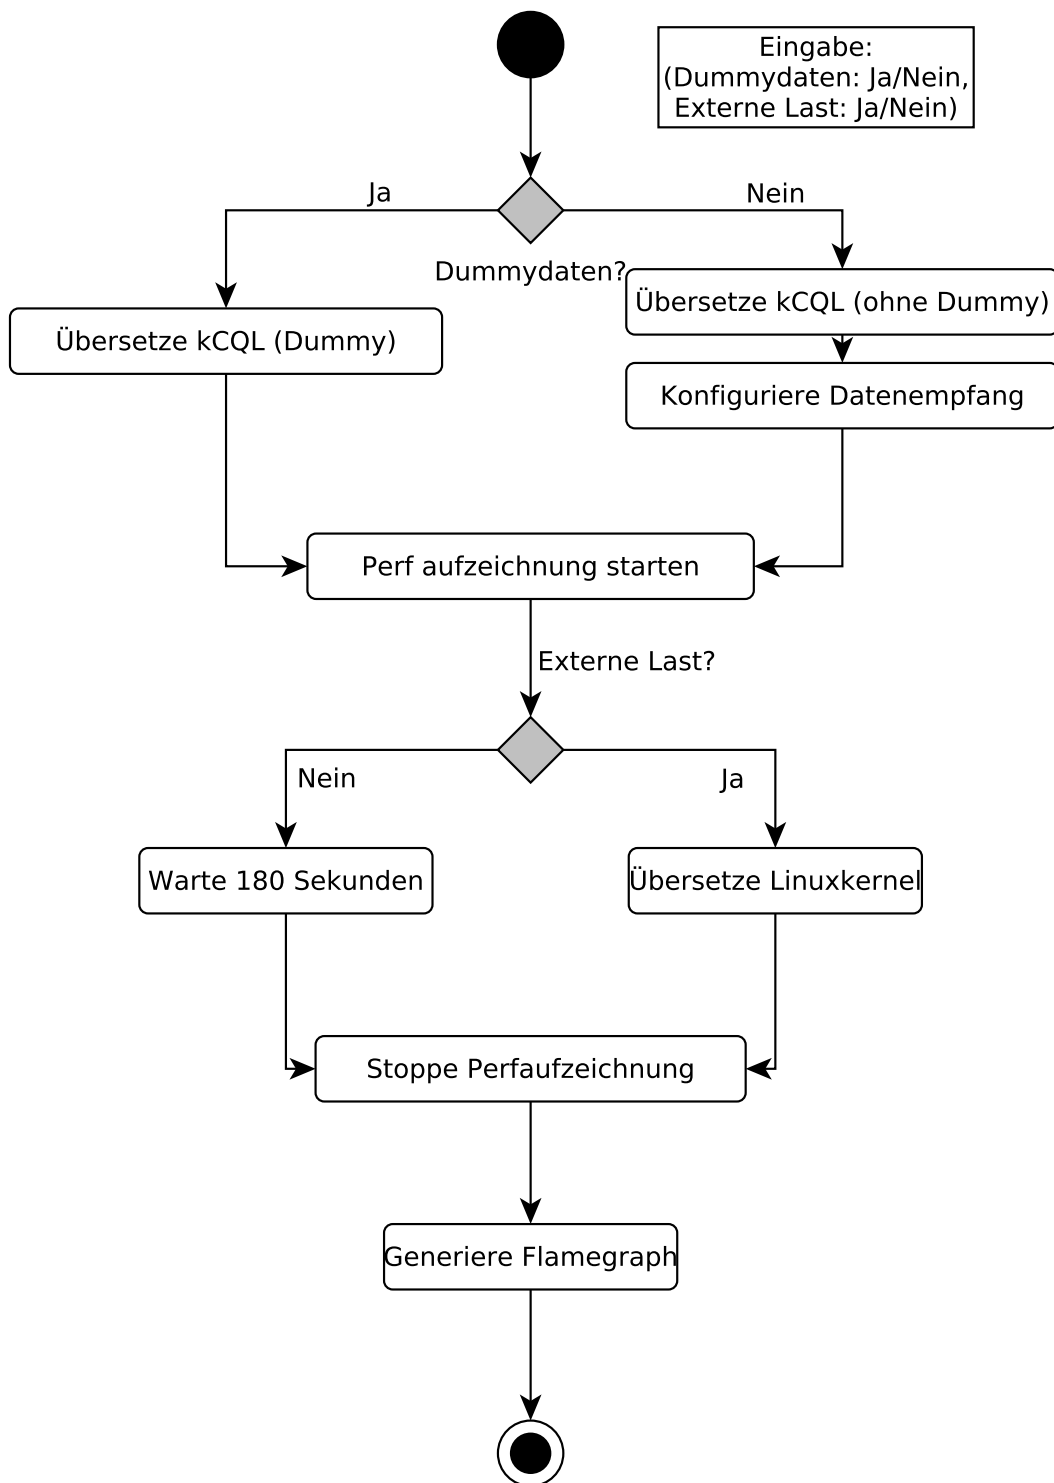 Eingabe:
(Dummydaten: Ja/Nein,
Externe Last: Ja/Nein)
Ja
Nein
Dummydaten?
Übersetze kCQL (ohne Dummy)
Übersetze kCQL (Dummy)
Konfiguriere Datenempfang
Perf aufzeichnung starten
Externe Last?
Nein
Ja
Warte 180 Sekunden
Übersetze Linuxkernel
Stoppe Perfaufzeichnung
Generiere Flamegraph